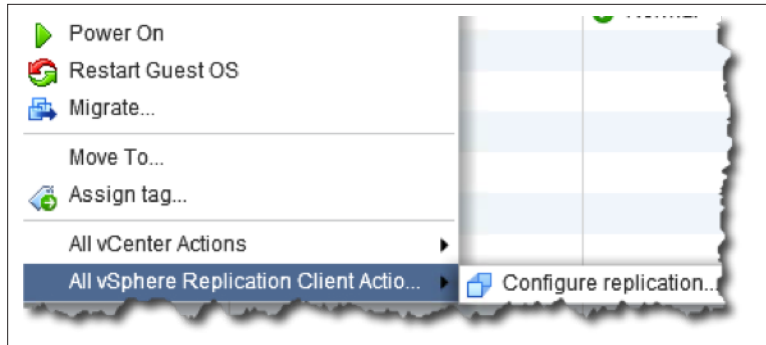 Power On
Restart Guest OS
Migrate...
Move To...
Assign tag...
All vCenter Actions
All vSphere Replication Client Actio...
Configure replication...